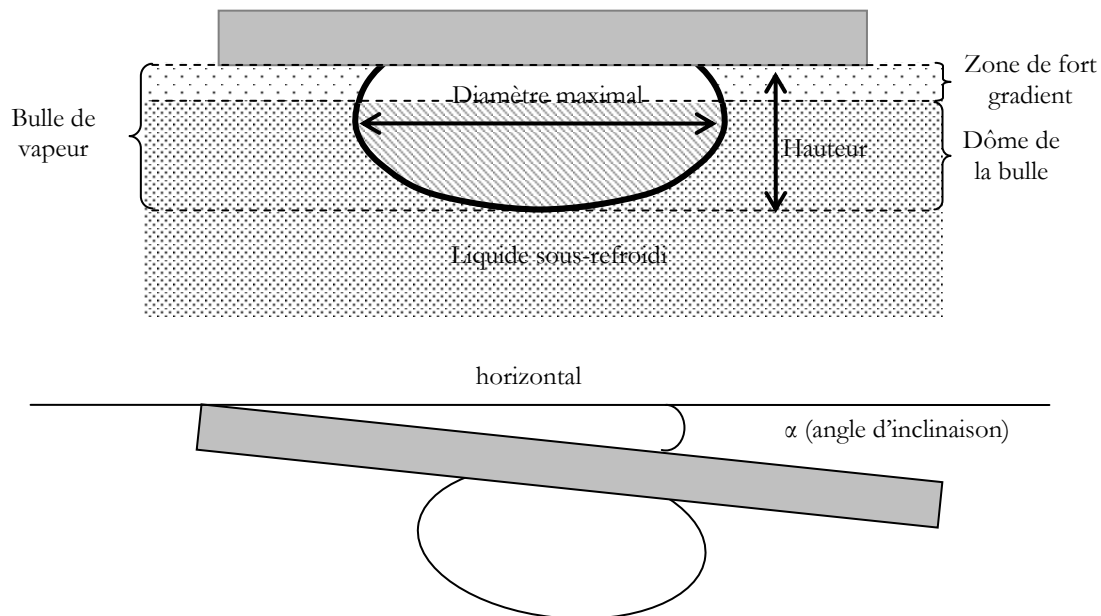 Zone de fort
gradient
Diamètre maximal
Bulle de
vapeur
Hauteur
Dôme de
la bulle
Liquide sous-refroidi
horizontal
α (angle d'inclinaison)